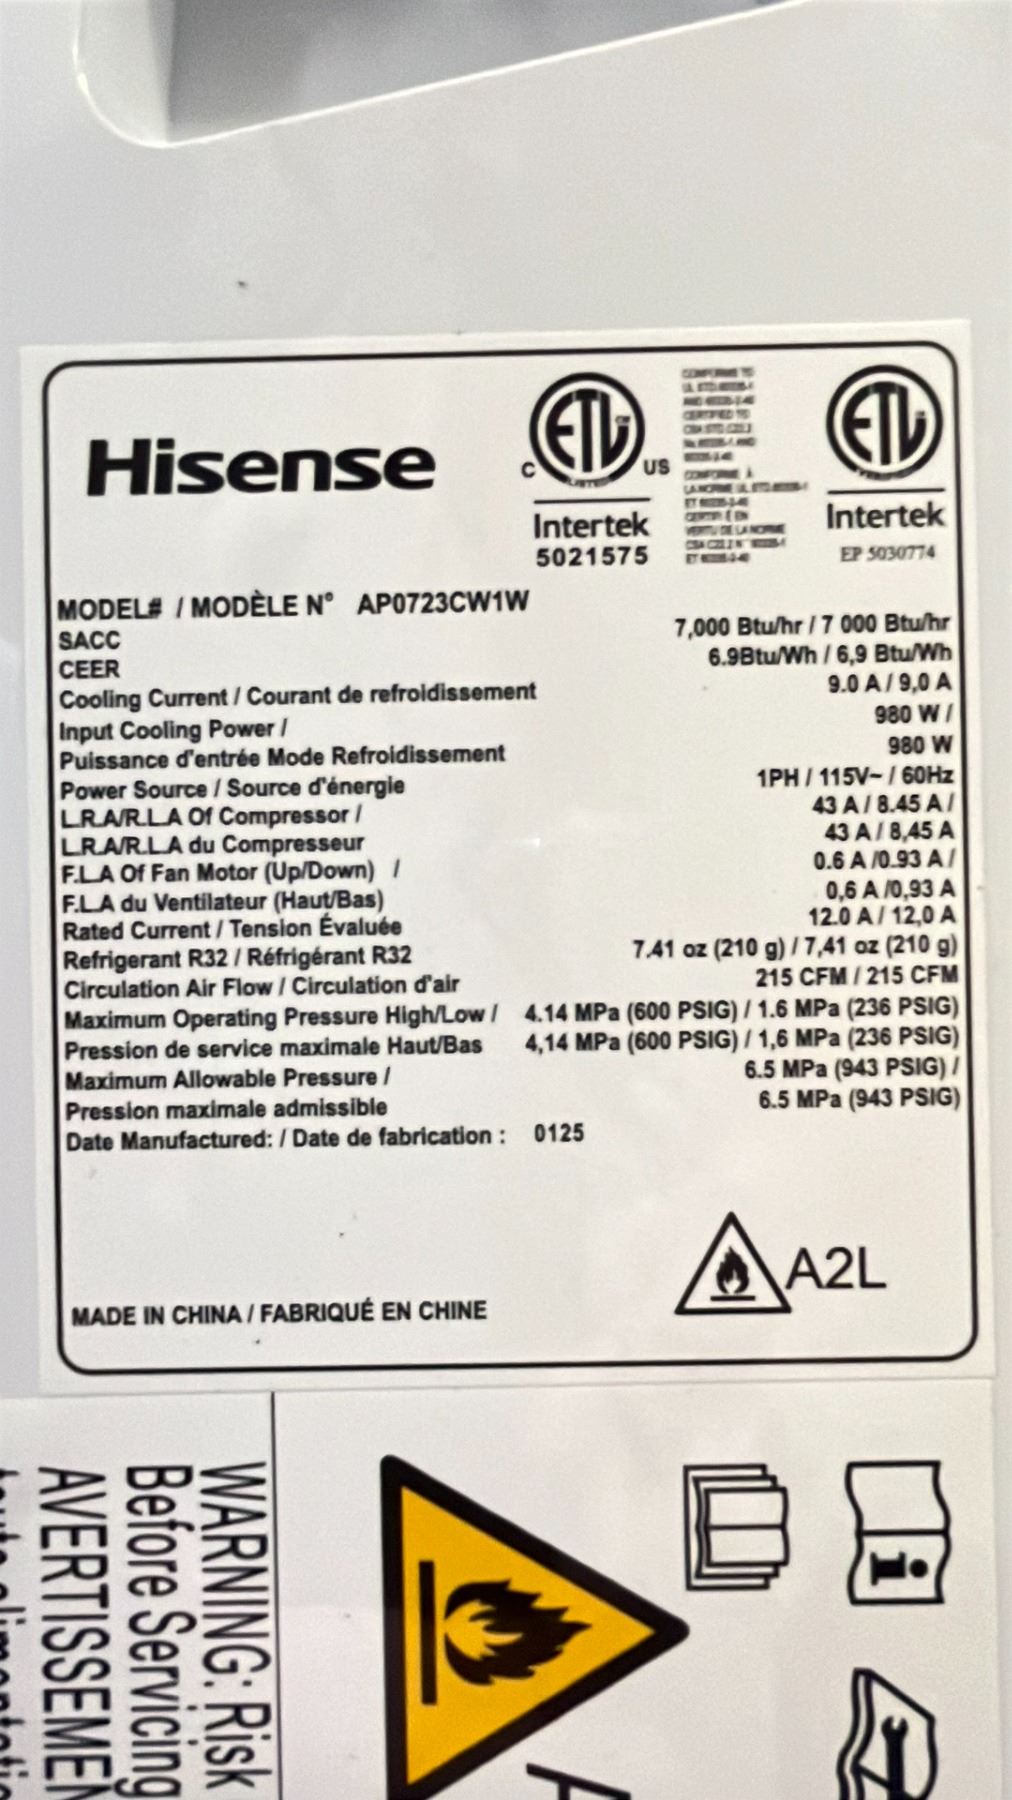 Hisense
ETL
C US
LISTED
Intertek
5021575
ETL
Intertek
EP 5030774
MODEL# / MODÈLE N° AP0723CW1W
SACC 7,000 Btu/hr / 7 000 Btu/hr
CEER 6.9Btu/Wh / 6,9 Btu/Wh
Cooling Current / Courant de refroidissement 9.0 A / 9,0 A
Input Cooling Power / 980 W /
Puissance d'entrée Mode Refroidissement 980 W
Power Source / Source d'énergie 1PH / 115V~ / 60Hz
L.R.A/R.L.A Of Compressor / 43 A / 8.45 A /
L.R.A/R.L.A du Compresseur 43 A / 8,45 A
F.L.A Of Fan Motor (Up/Down) / 0.6 A /0.93 A /
F.L.A du Ventilateur (Haut/Bas) 0,6 A /0,93 A
Rated Current / Tension Évaluée 12.0 A / 12,0 A
Refrigerant R32 / Réfrigérant R32 7.41 oz (210 g) / 7,41 oz (210 g)
Circulation Air Flow / Circulation d'air 215 CFM / 215 CFM
Maximum Operating Pressure High/Low / 4.14 MPa (600 PSIG) / 1.6 MPa (236 PSIG)
Pression de service maximale Haut/Bas 4,14 MPa (600 PSIG) / 1,6 MPa (236 PSIG)
Maximum Allowable Pressure / 6.5 MPa (943 PSIG) /
Pression maximale admissible 6.5 MPa (943 PSIG)
Date Manufactured: / Date de fabrication : 0125
A2L
MADE IN CHINA / FABRIQUÉ EN CHINE
WARNING: Risk
Before Servicing
AVERTISSEMEN